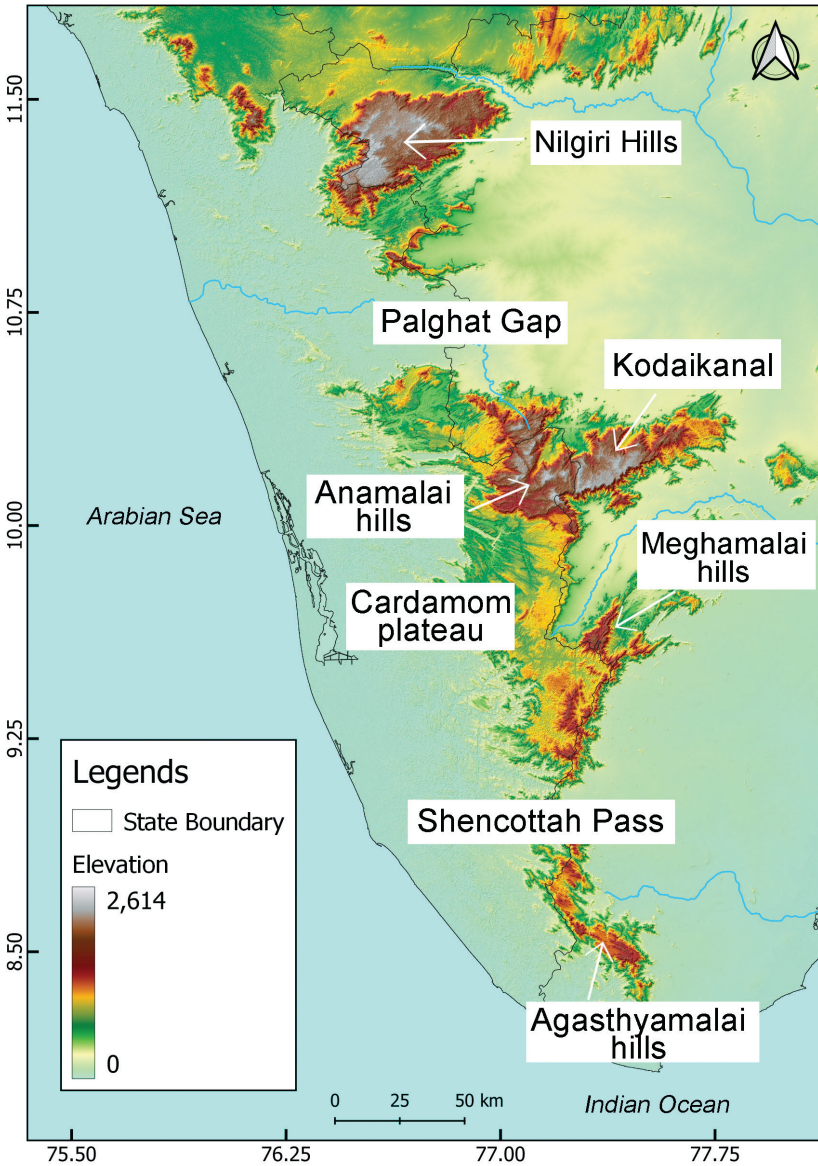 Nilgiri Hills
11.50
10.75
Palghat Gap
Kodaikanal
Anamalai
hills
Arabian Sea
10.00
Meghamalai
hills
Cardamom
plateau
9.25
Legends
State Boundary
Elevation
2,614
0
Shencottah Pass
8.50
Agasthyamalai
hills
0 25 50 km
Indian Ocean
75.50 76.25 77.00 77.75